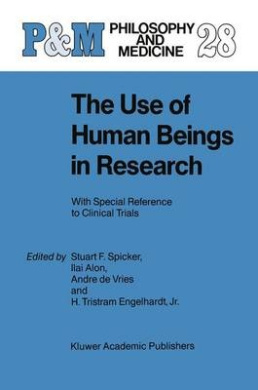 P&M PHILOSOPHY AND MEDICINE 28
The Use of
Human Beings
in Research
With Special Reference
to Clinical Trials
Edited by Stuart F. Spicker
Ilai Alon
Andre de Vries
and
H. Tristram Engelhardt, Jr.
Kluwer Academic Publishers